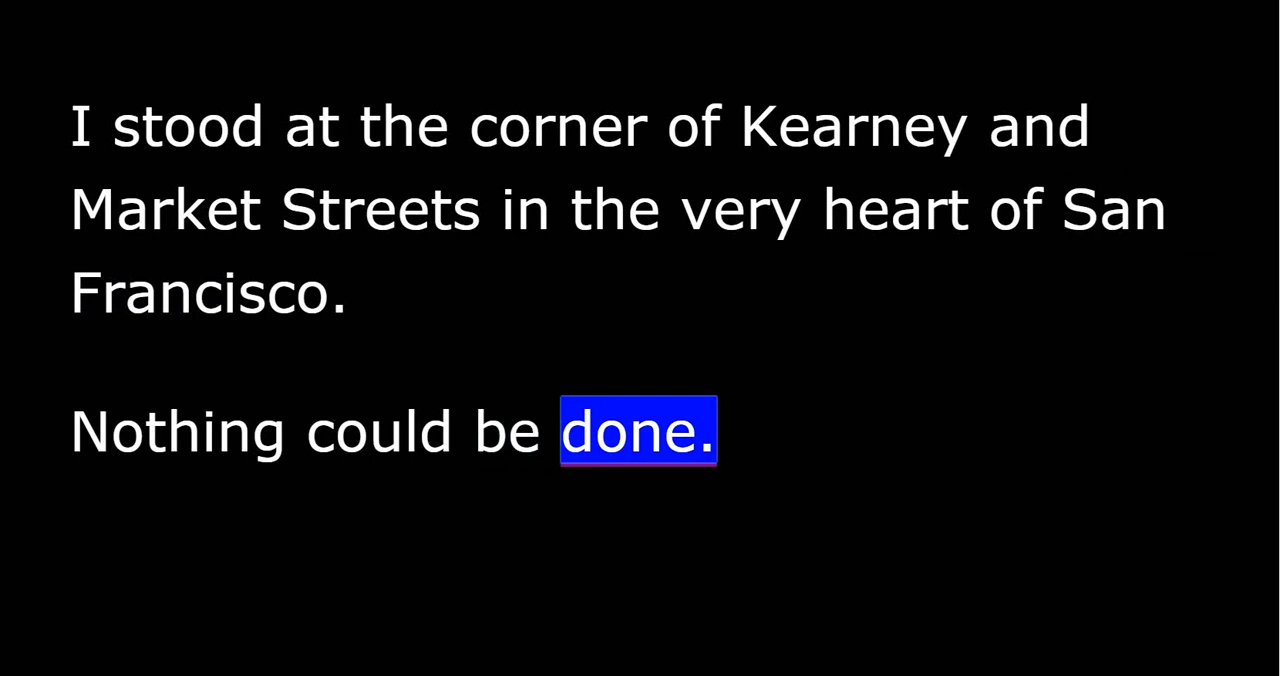 I stood at the corner of Kearney and
Market Streets in the very heart of San
Francisco.
Nothing could be done.